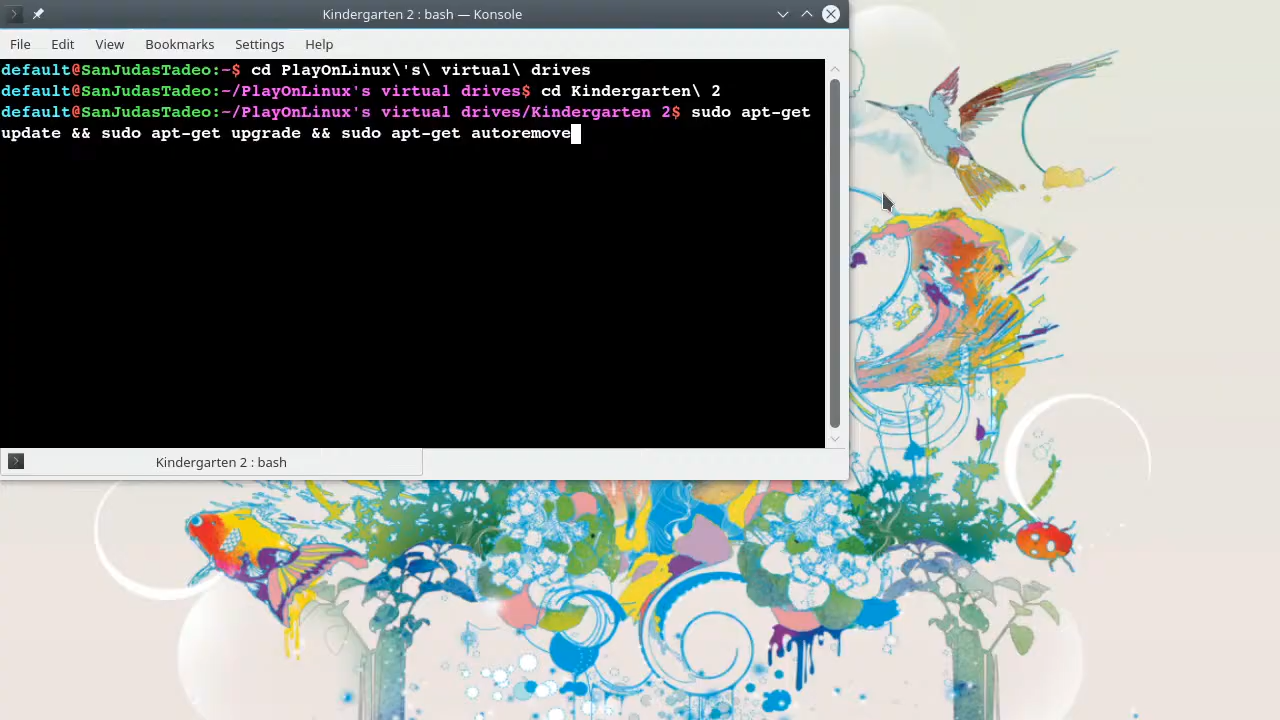 Kindergarten 2 : bash — Konsole
File Edit View Bookmarks Settings Help
default@SanJudasTadeo:~$ cd PlayOnLinux\'s\ virtual\ drives
default@SanJudasTadeo:~/PlayOnLinux's virtual drives$ cd Kindergarten\ 2
default@SanJudasTadeo:~/PlayOnLinux's virtual drives/Kindergarten 2$ sudo apt-get
update && sudo apt-get upgrade && sudo apt-get autoremove
Kindergarten 2 : bash